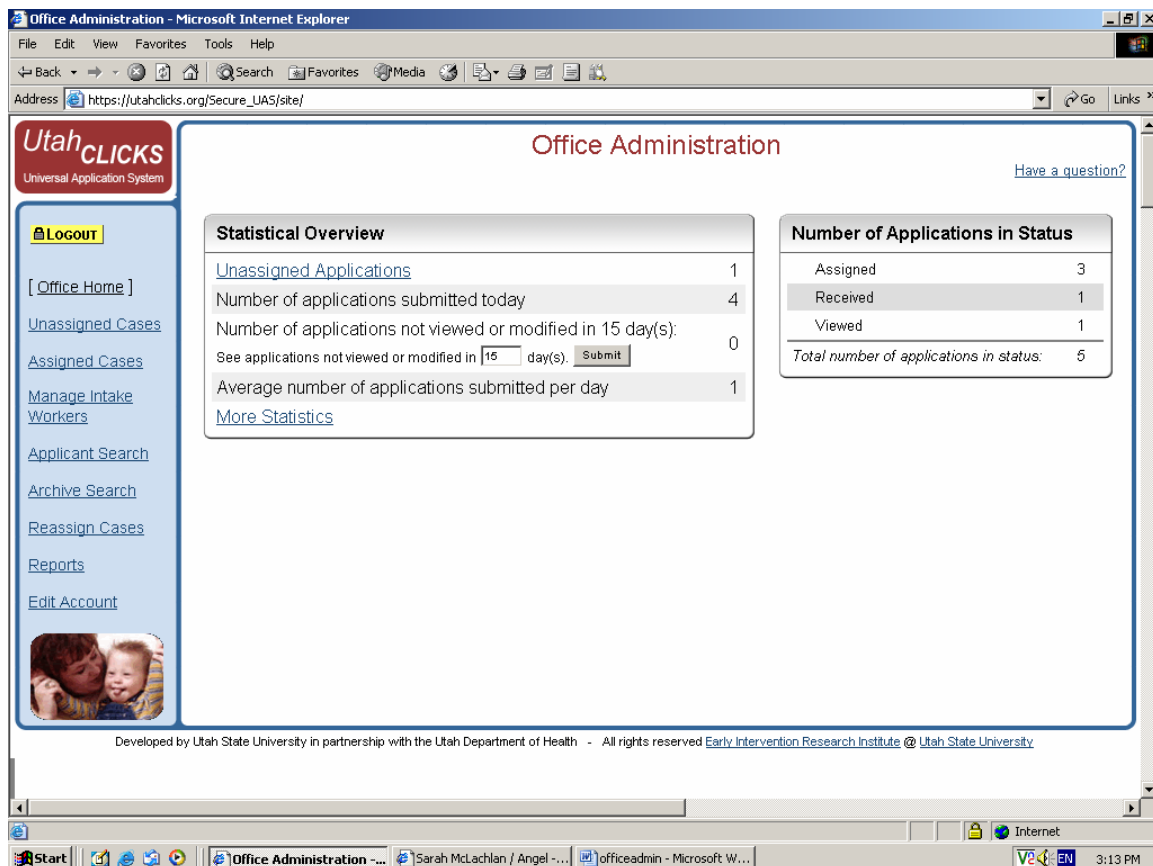 Office Administration - Microsoft Internet Explorer
File Edit View Favorites Tools Help
Back Search Favorites Media
Address https://utahclicks.org/Secure_UAS/site/ Go Links »
Utah CLICKS
Universal Application System
Office Administration
Have a question?
LOGOUT
[ Office Home ]
Unassigned Cases
Assigned Cases
Manage Intake
Workers
Applicant Search
Archive Search
Reassign Cases
Reports
Edit Account
Statistical Overview
Unassigned Applications 1
Number of applications submitted today 4
Number of applications not viewed or modified in 15 day(s):
0
See applications not viewed or modified in 15 day(s). Submit
Average number of applications submitted per day 1
More Statistics
Number of Applications in Status
Assigned 3
Received 1
Viewed 1
Total number of applications in status: 5
Developed by Utah State University in partnership with the Utah Department of Health - All rights reserved Early Intervention Research Institute @ Utah State University
Internet
Start Office Administration -... Sarah McLachlan / Angel -... officeadmin - Microsoft W... EN 3:13 PM